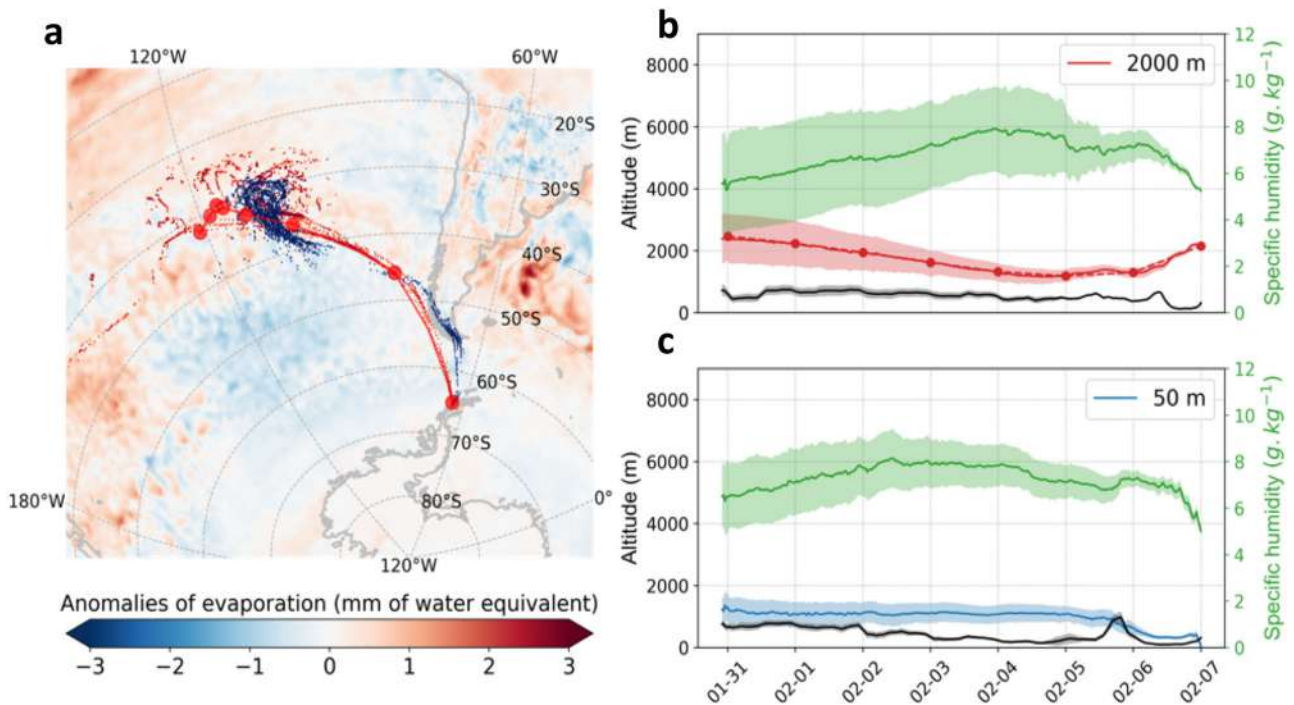 a
120°W
60°W
20°S
30°S
40°S
50°S
60°S
70°S
80°S
180°W
0°
120°W
Anomalies of evaporation (mm of water equivalent)
−3 −2 −1 0 1 2 3
b
2000 m
8000
6000
4000
2000
0
Altitude (m)
12
10
8
6
4
2
0
Specific humidity (g. kg⁻¹)
c
50 m
8000
6000
4000
2000
0
Altitude (m)
12
10
8
6
4
2
0
Specific humidity (g. kg⁻¹)
01-31 02-01 02-02 02-03 02-04 02-05 02-06 02-07